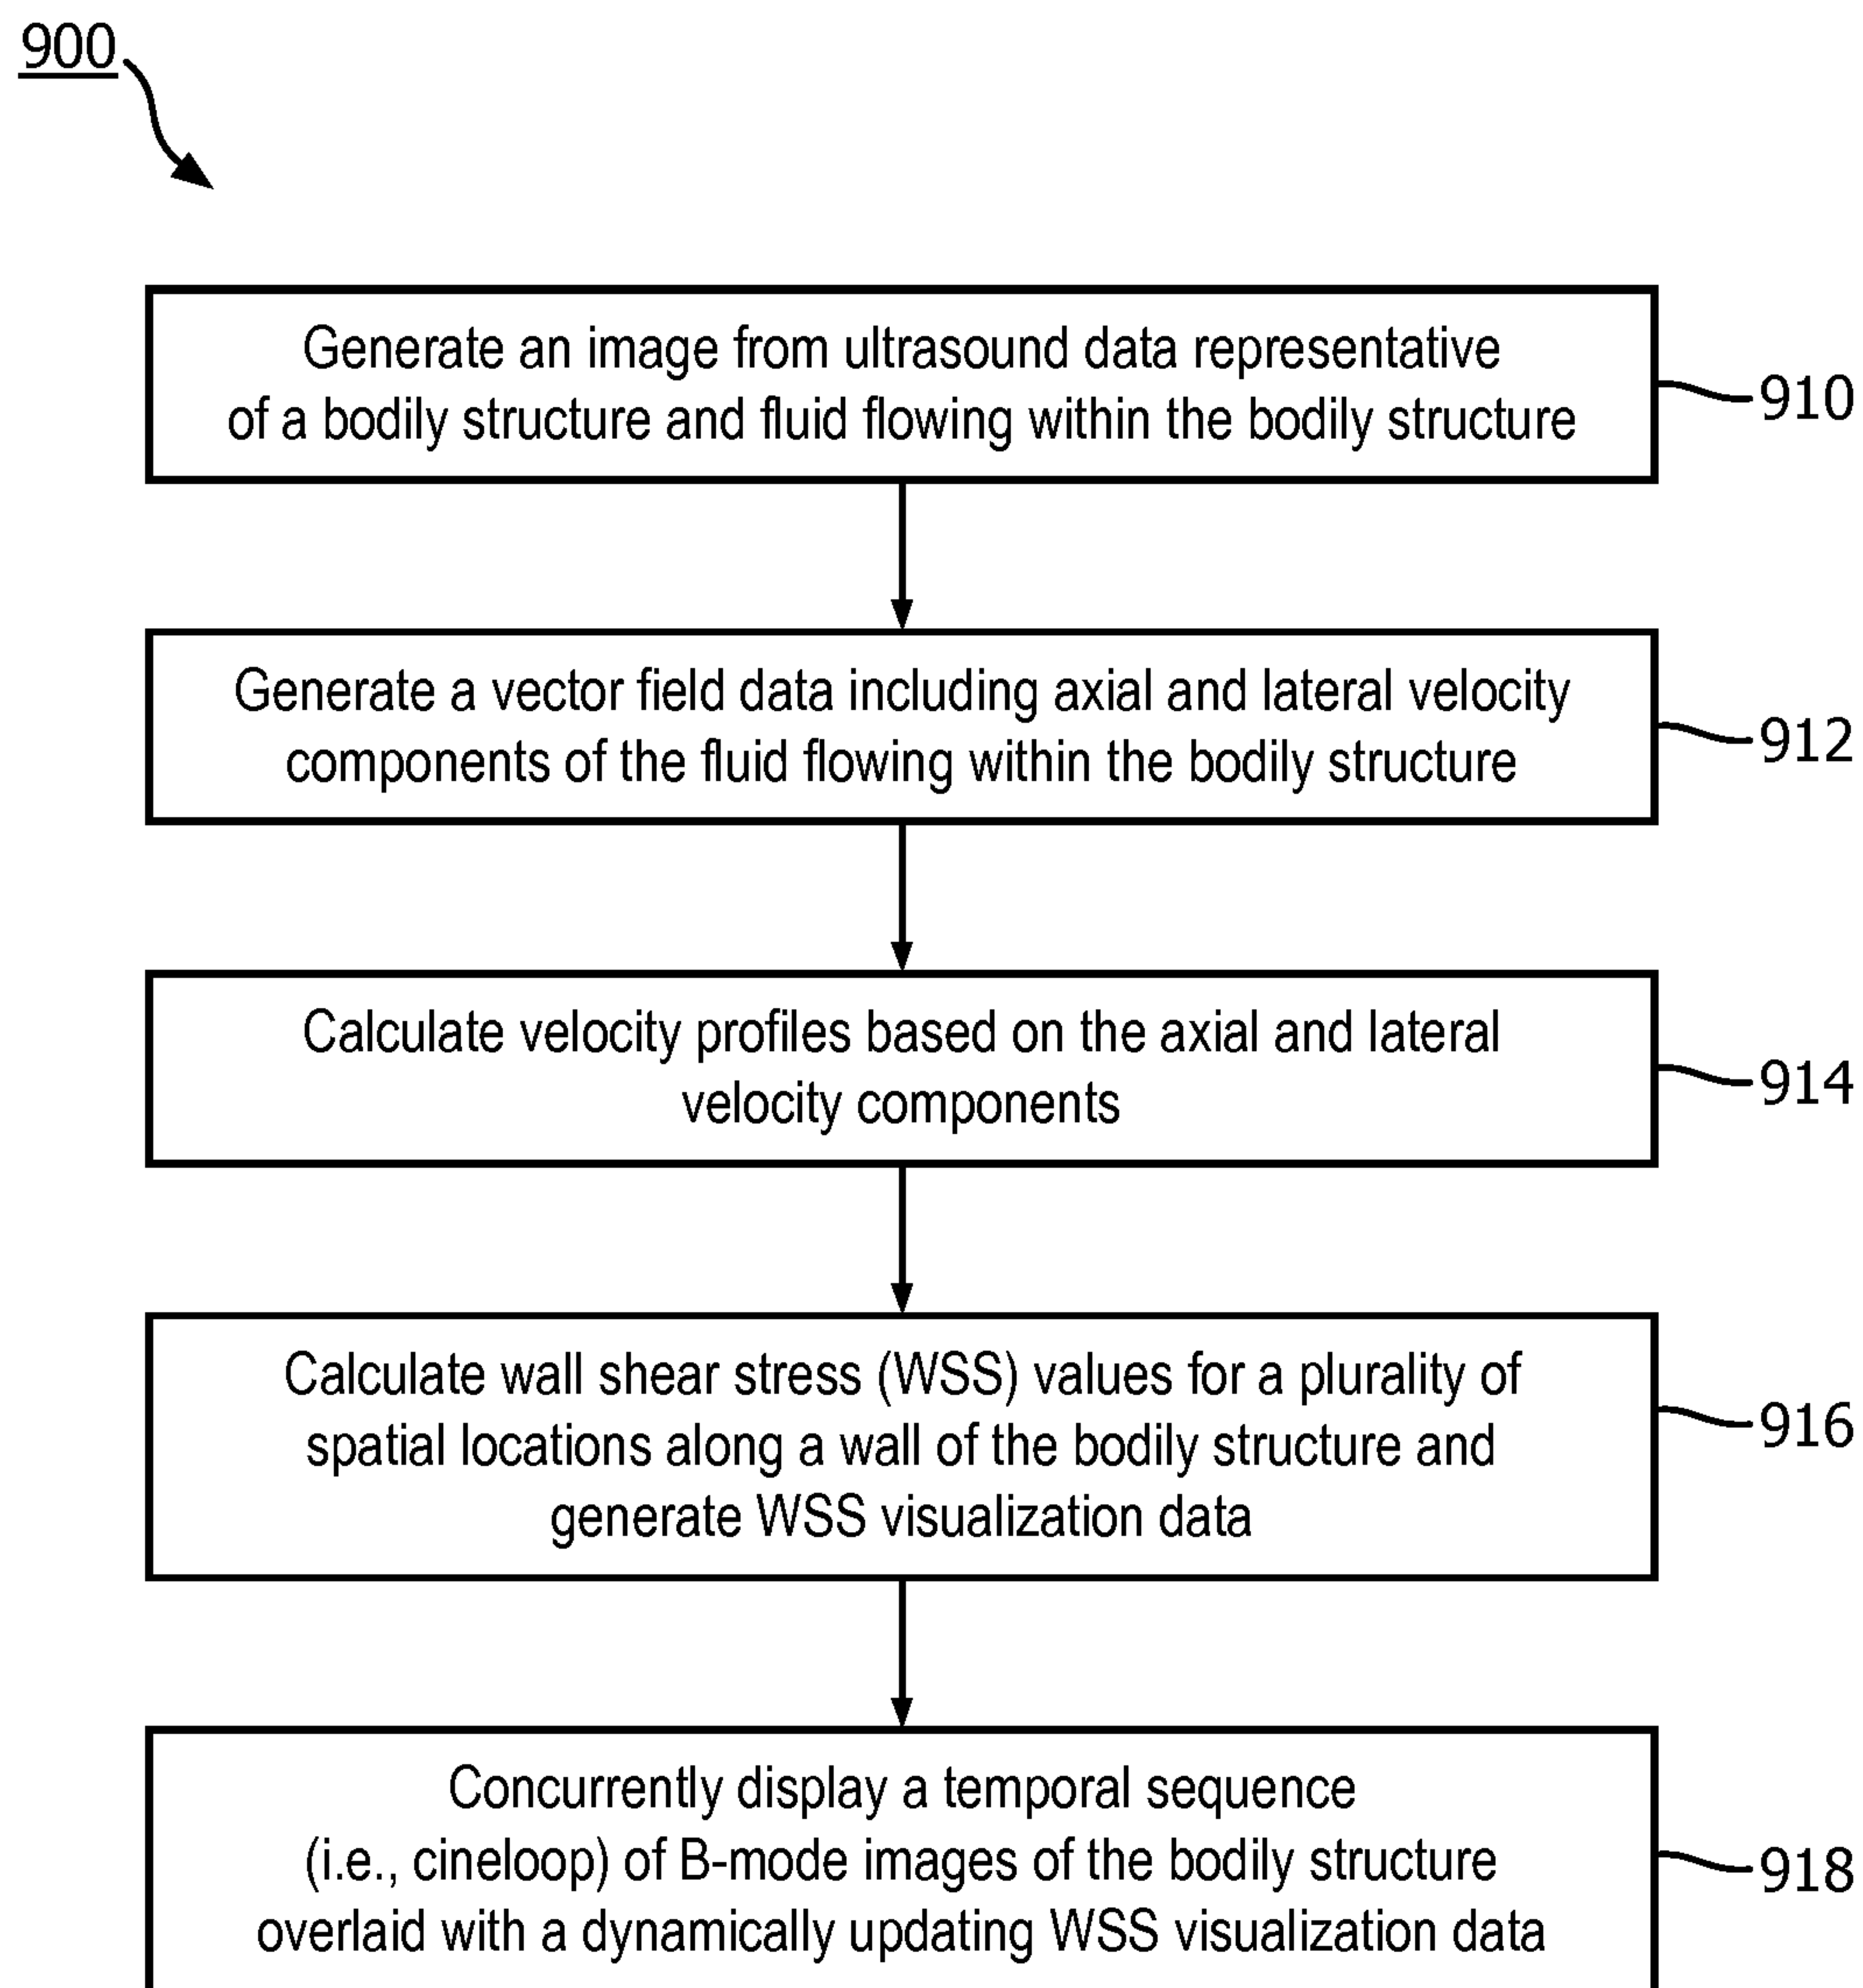 900
Generate an image from ultrasound data representative
of a bodily structure and fluid flowing within the bodily structure
910
Generate a vector field data including axial and lateral velocity
components of the fluid flowing within the bodily structure
912
Calculate velocity profiles based on the axial and lateral
velocity components
914
Calculate wall shear stress (WSS) values for a plurality of
spatial locations along a wall of the bodily structure and
generate WSS visualization data
916
Concurrently display a temporal sequence
(i.e., cineloop) of B-mode images of the bodily structure
overlaid with a dynamically updating WSS visualization data
918